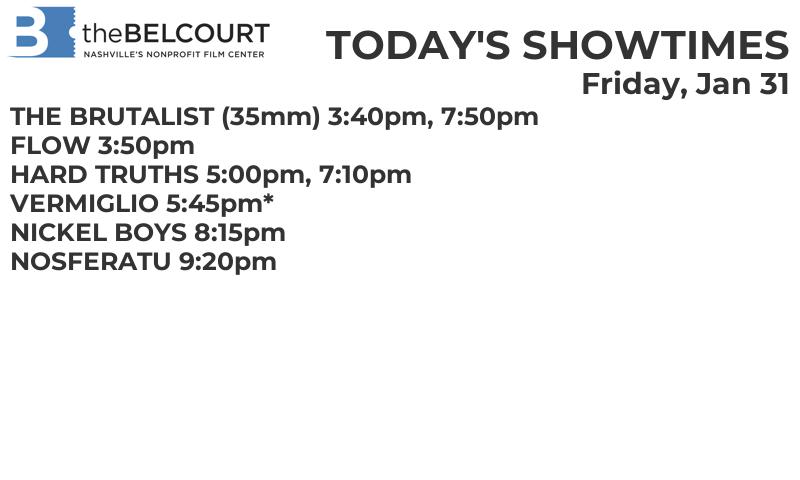 B theBELCOURT
NASHVILLE'S NONPROFIT FILM CENTER
TODAY'S SHOWTIMES
Friday, Jan 31
THE BRUTALIST (35mm) 3:40pm, 7:50pm
FLOW 3:50pm
HARD TRUTHS 5:00pm, 7:10pm
VERMIGLIO 5:45pm*
NICKEL BOYS 8:15pm
NOSFERATU 9:20pm